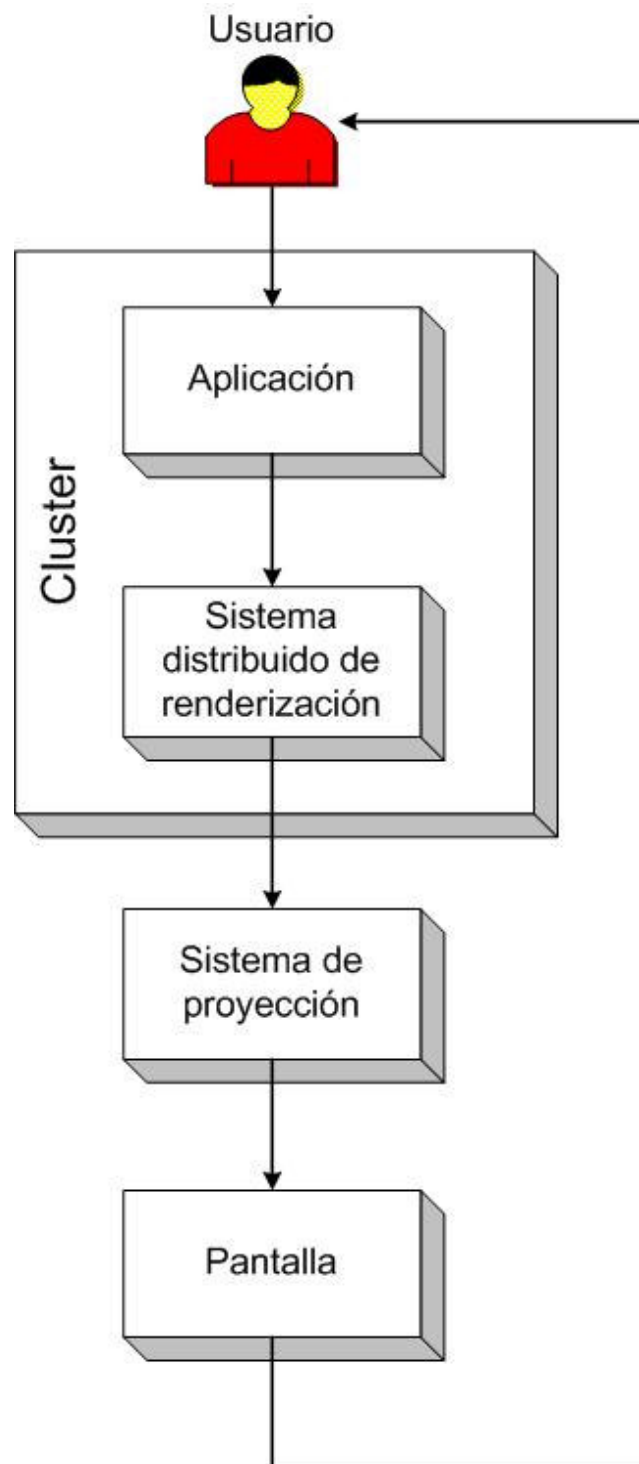 Usuario
Cluster
Aplicación
Sistema
distribuido de
renderización
Sistema de
proyección
Pantalla